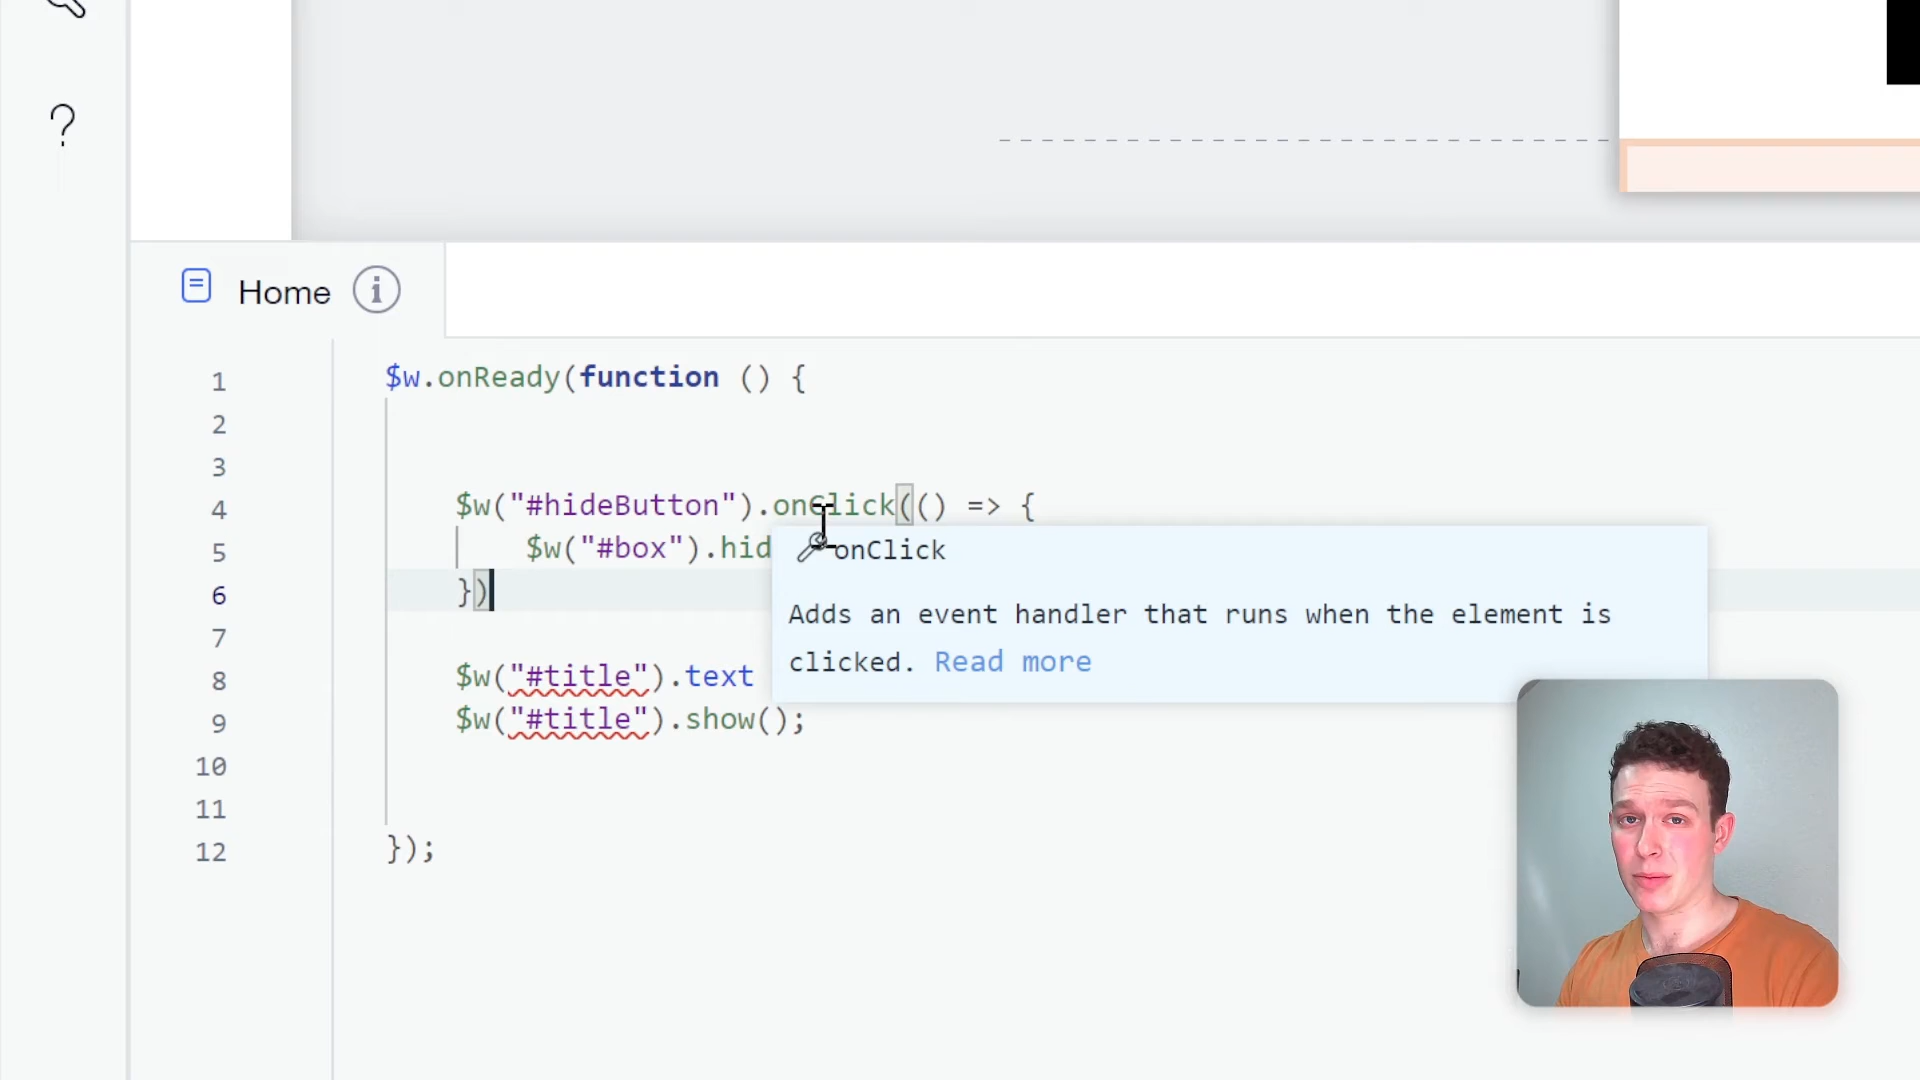 Home
1 $w.onReady(function () {
2
3
4 $w("#hideButton").onClick(() => {
5 $w("#box").hid
6 })
7
8 $w("#title").text
9 $w("#title").show();
10
11
12 });
onClick
Adds an event handler that runs when the element is
clicked. Read more